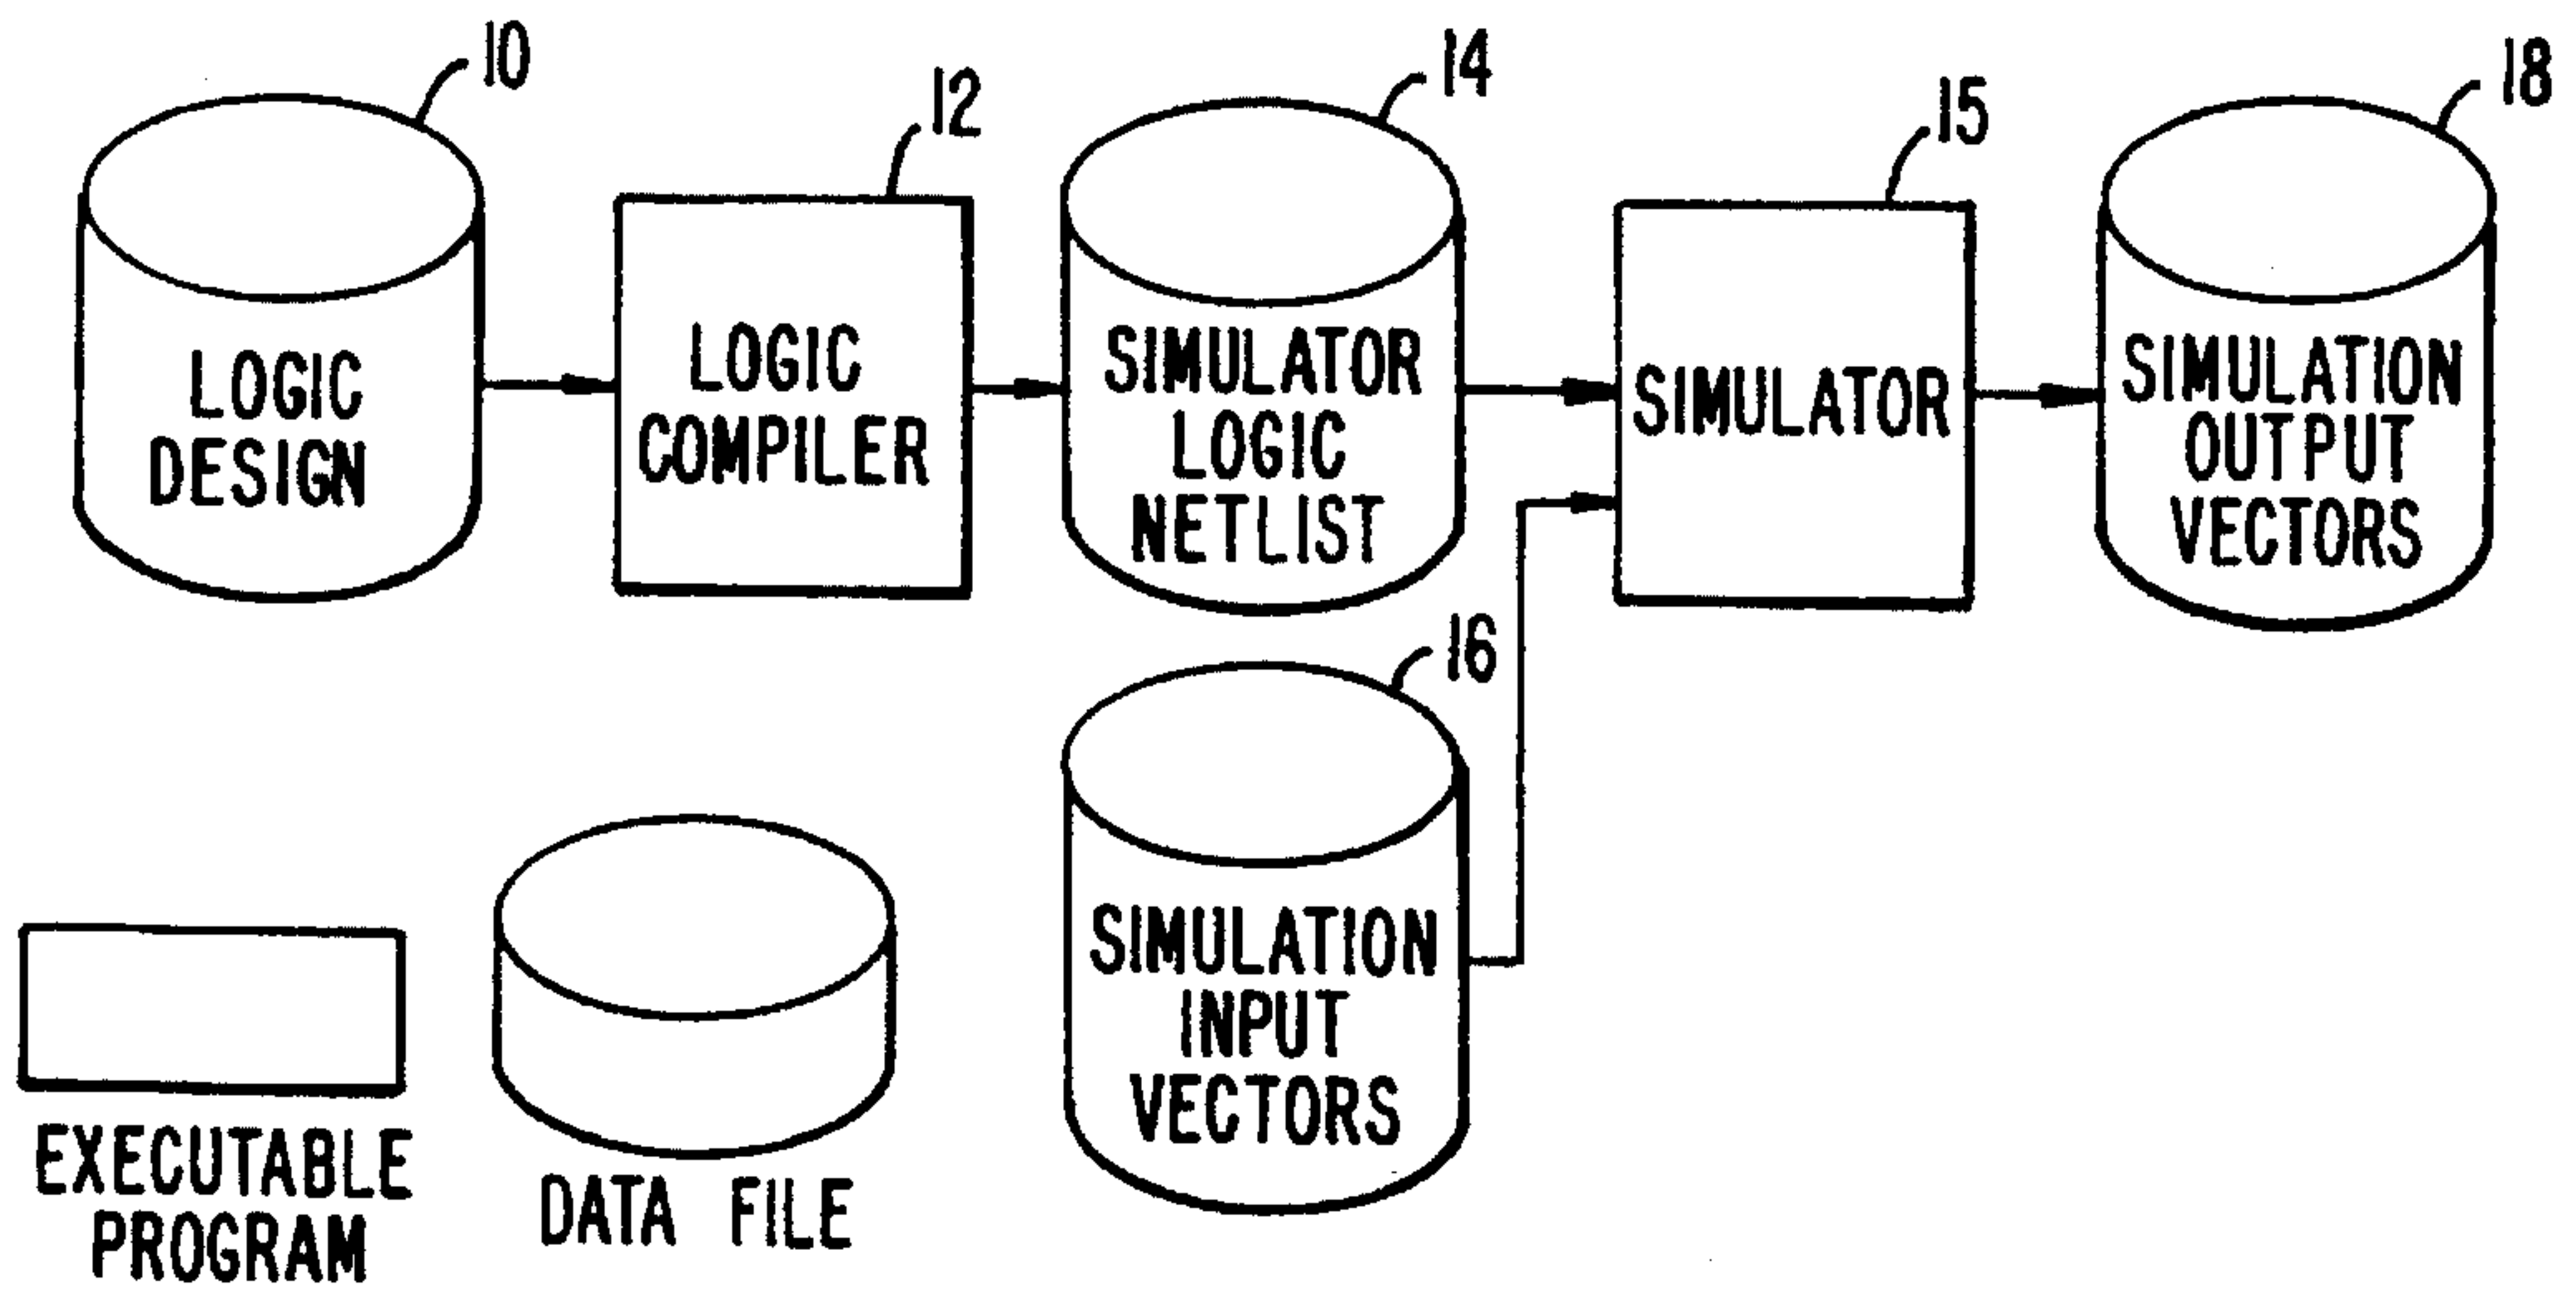 10
LOGIC
DESIGN
12
LOGIC
COMPILER
14
SIMULATOR
LOGIC
NETLIST
15
SIMULATOR
18
SIMULATION
OUTPUT
VECTORS
16
SIMULATION
INPUT
VECTORS
EXECUTABLE
PROGRAM
DATA FILE